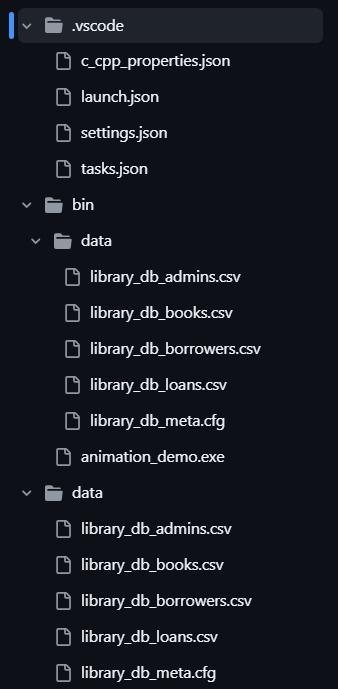 .vscode
c_cpp_properties.json
launch.json
settings.json
tasks.json
bin
data
library_db_admins.csv
library_db_books.csv
library_db_borrowers.csv
library_db_loans.csv
library_db_meta.cfg
animation_demo.exe
data
library_db_admins.csv
library_db_books.csv
library_db_borrowers.csv
library_db_loans.csv
library_db_meta.cfg